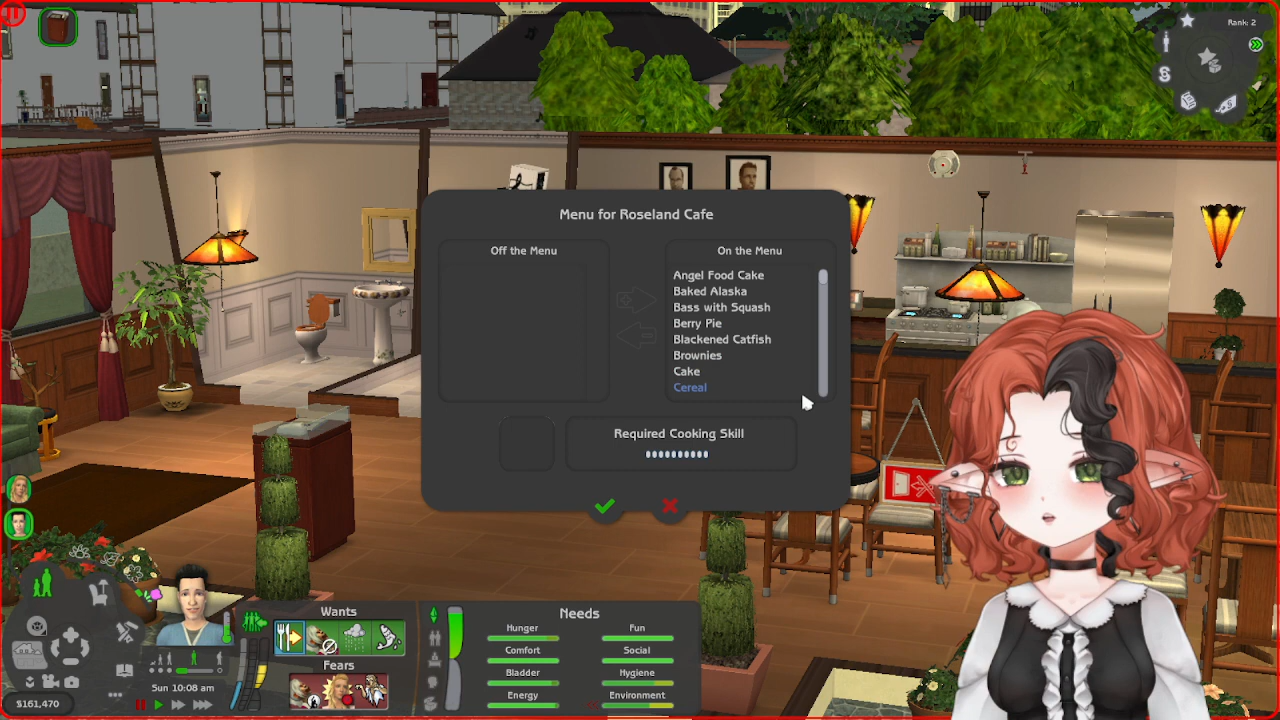 Rank: 2
Menu for Roseland Cafe
Off the Menu
On the Menu
Angel Food Cake
Baked Alaska
Bass with Squash
Berry Pie
Blackened Catfish
Brownies
Cake
Cereal
Required Cooking Skill
Wants
Fears
Needs
Hunger
Fun
Comfort
Social
Bladder
Hygiene
Energy
Environment
Sun 10:08 am
$161,470